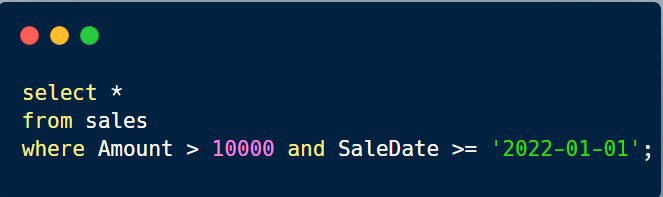 select *
from sales
where Amount > 10000 and SaleDate >= '2022-01-01';